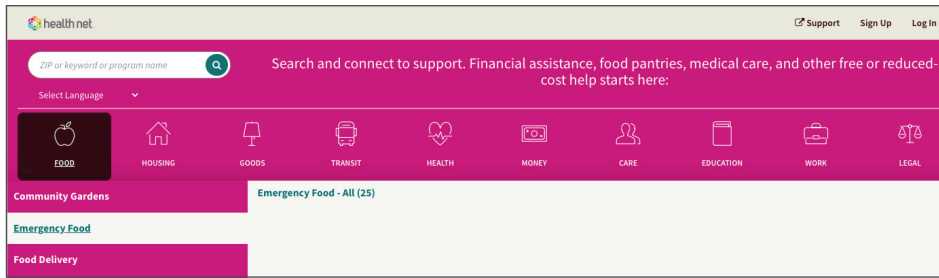 health net
Support
Sign Up
Log In
ZIP or keyword or program name
Search and connect to support. Financial assistance, food pantries, medical care, and other free or reduced-
cost help starts here:
Select Language
FOOD
HOUSING
GOODS
TRANSIT
HEALTH
MONEY
CARE
EDUCATION
WORK
LEGAL
Community Gardens
Emergency Food - All (25)
Emergency Food
Food Delivery